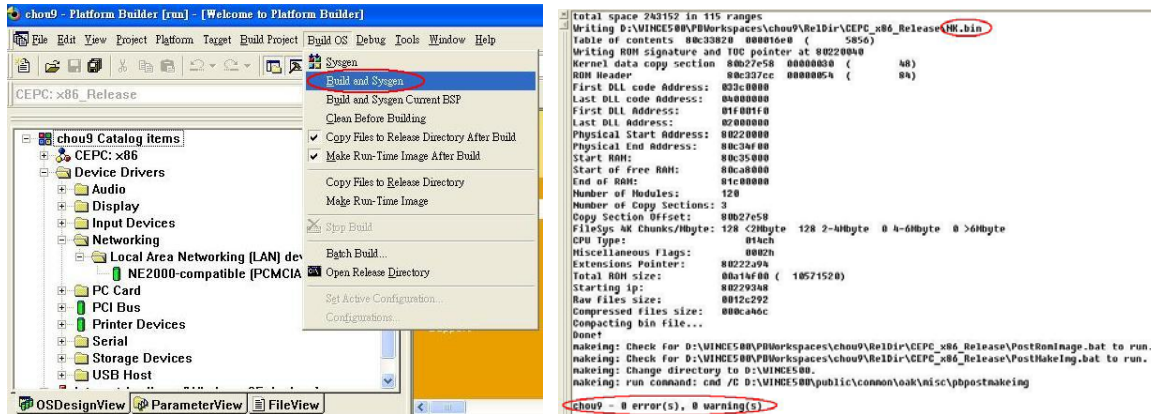 chou9 - Platform Builder [run] - [Welcome to Platform Builder]
File Edit View Project Platform Target Build Project Build OS Debug Tools Window Help
CEPC: x86_Release
chou9 Catalog items
CEPC: x86
Device Drivers
Audio
Display
Input Devices
Networking
Local Area Networking (LAN) dev
NE2000-compatible (PCMCIA
PC Card
PCI Bus
Printer Devices
Serial
Storage Devices
USB Host
OSDesignView ParameterView FileView
Sysgen
Build and Sysgen
Build and Sysgen Current BSP
Clean Before Building
Copy Files to Release Directory After Build
Make Run-Time Image After Build
Copy Files to Release Directory
Make Run-Time Image
Stop Build
Batch Build...
Open Release Directory
Set Active Configuration...
Configurations...
total space 243152 in 115 ranges
Writing D:\WINCE500\PBWorkspaces\chou9\RelDir\CEPC_x86_Release\NK.bin
Table of contents 80c33820 000016e0 ( 5856)
Writing ROM signature and TOC pointer at 80220040
Kernel data copy section 80b27e58 00000030 ( 48)
ROM Header 80c337cc 00000054 ( 84)
First DLL code Address: 033c0000
Last DLL code Address: 04000000
First DLL Address: 01f001f0
Last DLL Address: 02000000
Physical Start Address: 80220000
Physical End Address: 80c34f00
Start RAM: 80c35000
Start of free RAM: 80ca8000
End of RAM: 81c00000
Number of Modules: 120
Number of Copy Sections: 3
Copy Section Offset: 80b27e58
FileSys 4K Chunks/Mbyte: 128 <2Mbyte 128 2-4Mbyte 0 4-6Mbyte 0 >6Mbyte
CPU Type: 014ch
Miscellaneous Flags: 0002h
Extensions Pointer: 80222a94
Total ROM size: 00a14f00 ( 10571520)
Starting ip: 80229348
Raw files size: 0012c292
Compressed files size: 000ca46c
Compacting bin file...
Done!
makeimg: Check for D:\WINCE500\PBWorkspaces\chou9\RelDir\CEPC_x86_Release\PostRomImage.bat to run.
makeimg: Check for D:\WINCE500\PBWorkspaces\chou9\RelDir\CEPC_x86_Release\PostMakeImg.bat to run.
makeimg: Change directory to D:\WINCE500.
makeimg: run command: cmd /C D:\WINCE500\public\common\oak\misc\pbpostmakeimg
chou9 - 0 error(s), 0 warning(s)